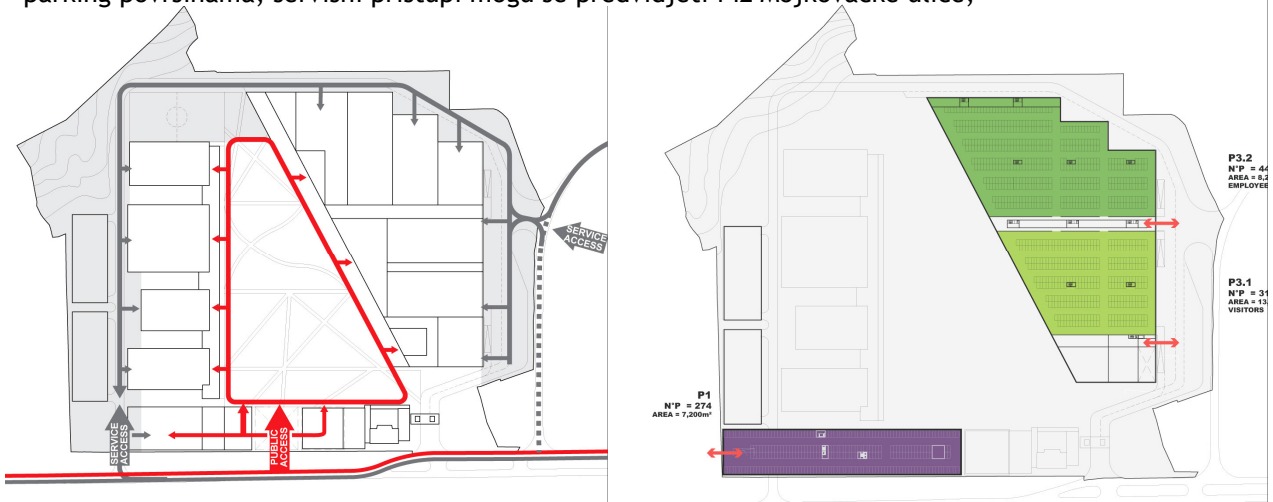 parking površinama, servisni pristupi mogu se predvidjeti i iz Mojkovačke ulice,
SERVICE
ACCESS
SERVICE
ACCESS
PUBLIC
ACCESS
P3.2
N°P = 44
AREA = 8,2
EMPLOYEE
P3.1
N°P = 31
AREA = 13,
VISITORS
P1
N°P = 274
AREA = 7,200m²